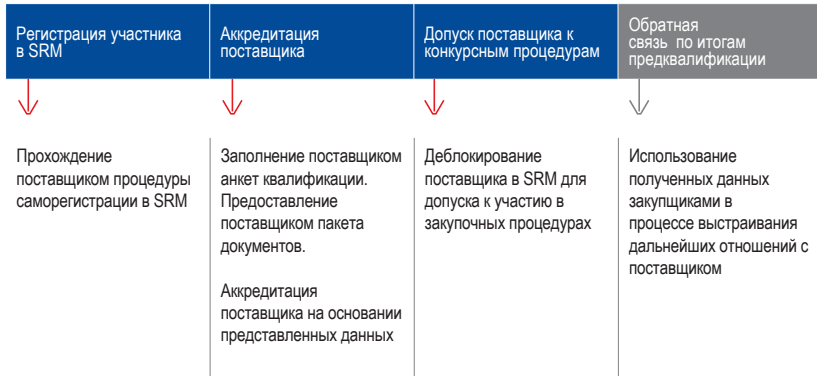 Регистрация участника
в SRM
Аккредитация
поставщика
Допуск поставщика к
конкурсным процедурам
Обратная
связь по итогам
предквалификации
Прохождение
поставщиком процедуры
саморегистрации в SRM
Заполнение поставщиком
анкет квалификации.
Предоставление
поставщиком пакета
документов.
Аккредитация
поставщика на основании
представленных данных
Деблокирование
поставщика в SRM для
допуска к участию в
закупочных процедурах
Использование
полученных данных
закупщиками в
процессе выстраивания
дальнейших отношений с
поставщиком